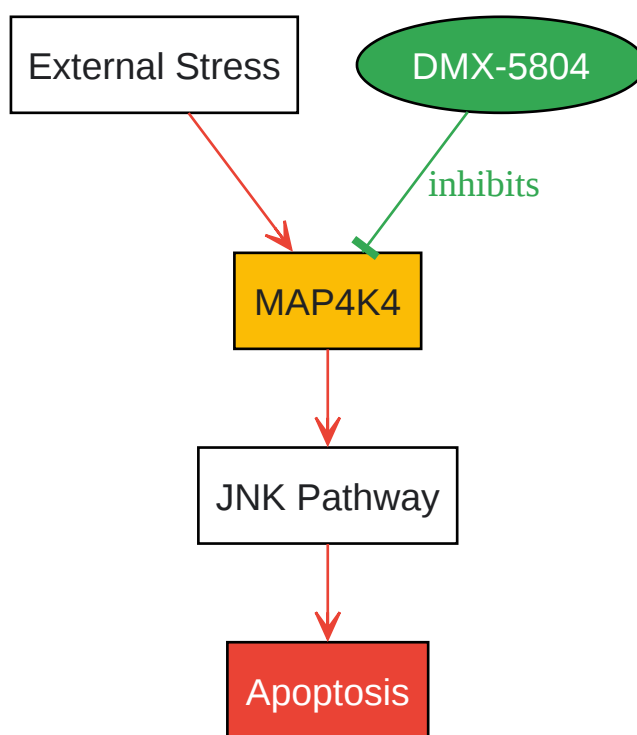 External Stress
DMX-5804
inhibits
MAP4K4
JNK Pathway
Apoptosis